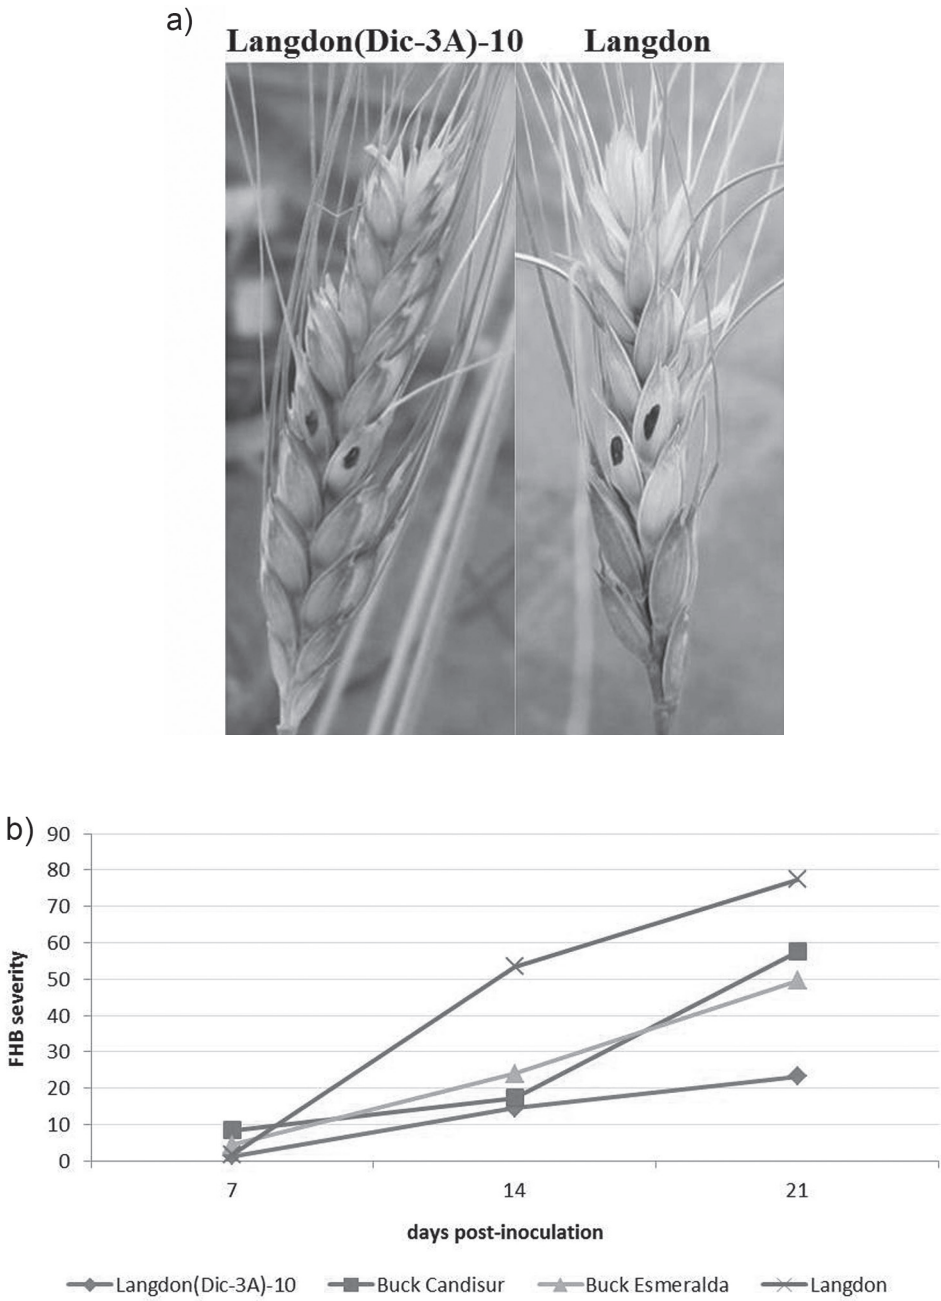 a)
Langdon(Dic-3A)-10 Langdon
b)
90
80
70
60
50
40
30
20
10
0
FHB severity
7 14 21
days post-inoculation
Langdon(Dic-3A)-10 Buck Candisur Buck Esmeralda Langdon